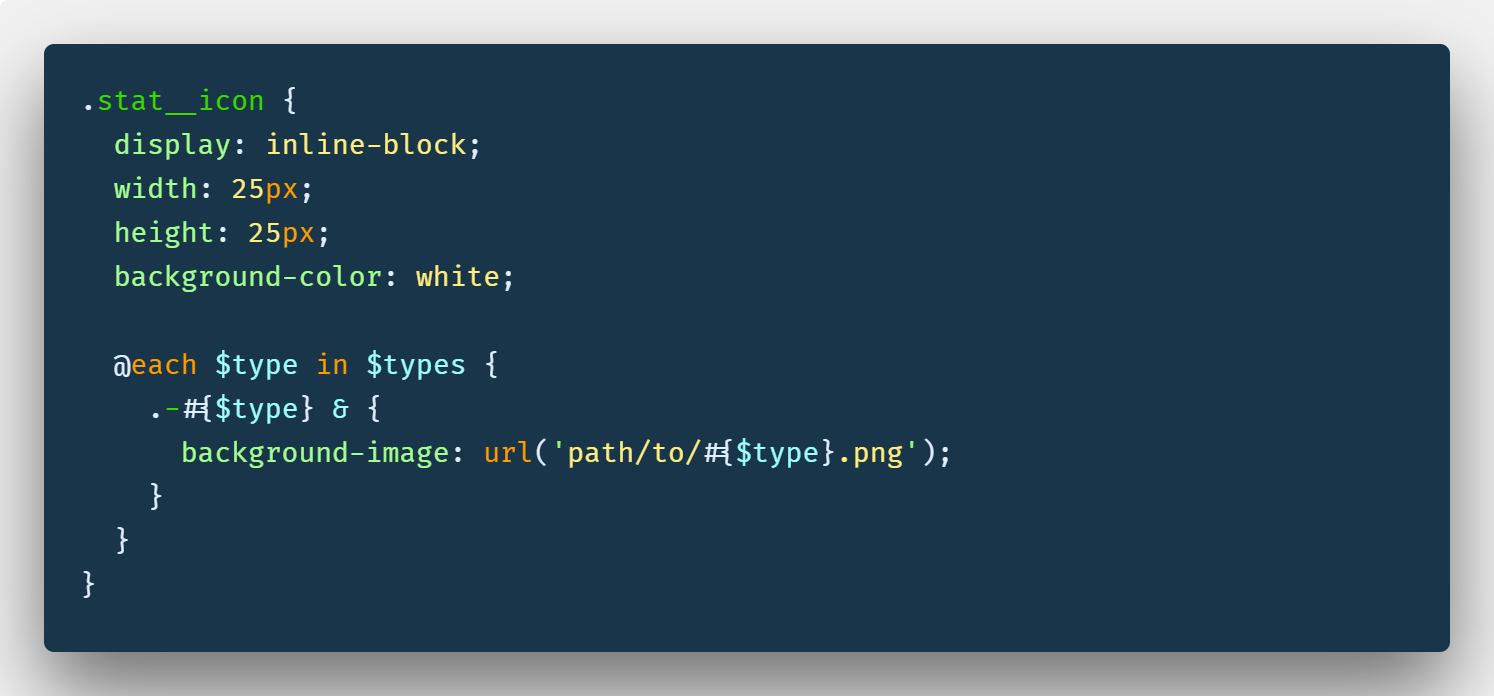 .stat__icon {
  display: inline-block;
  width: 25px;
  height: 25px;
  background-color: white;

  @each $type in $types {
    .-#{$type} & {
      background-image: url('path/to/#{$type}.png');
    }
  }
}